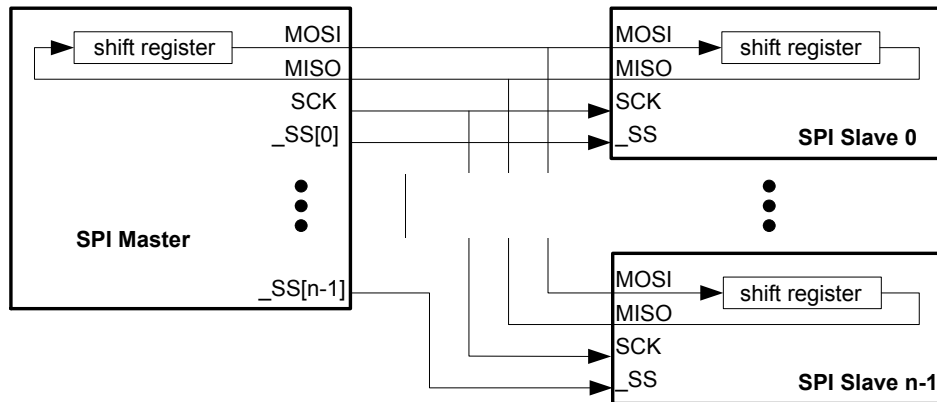 shift register
MOSI
MISO
SCK
_SS[0]
SPI Master
_SS[n-1]
MOSI
shift register
MISO
SCK
_SS
SPI Slave 0
MOSI
shift register
MISO
SCK
_SS
SPI Slave n-1